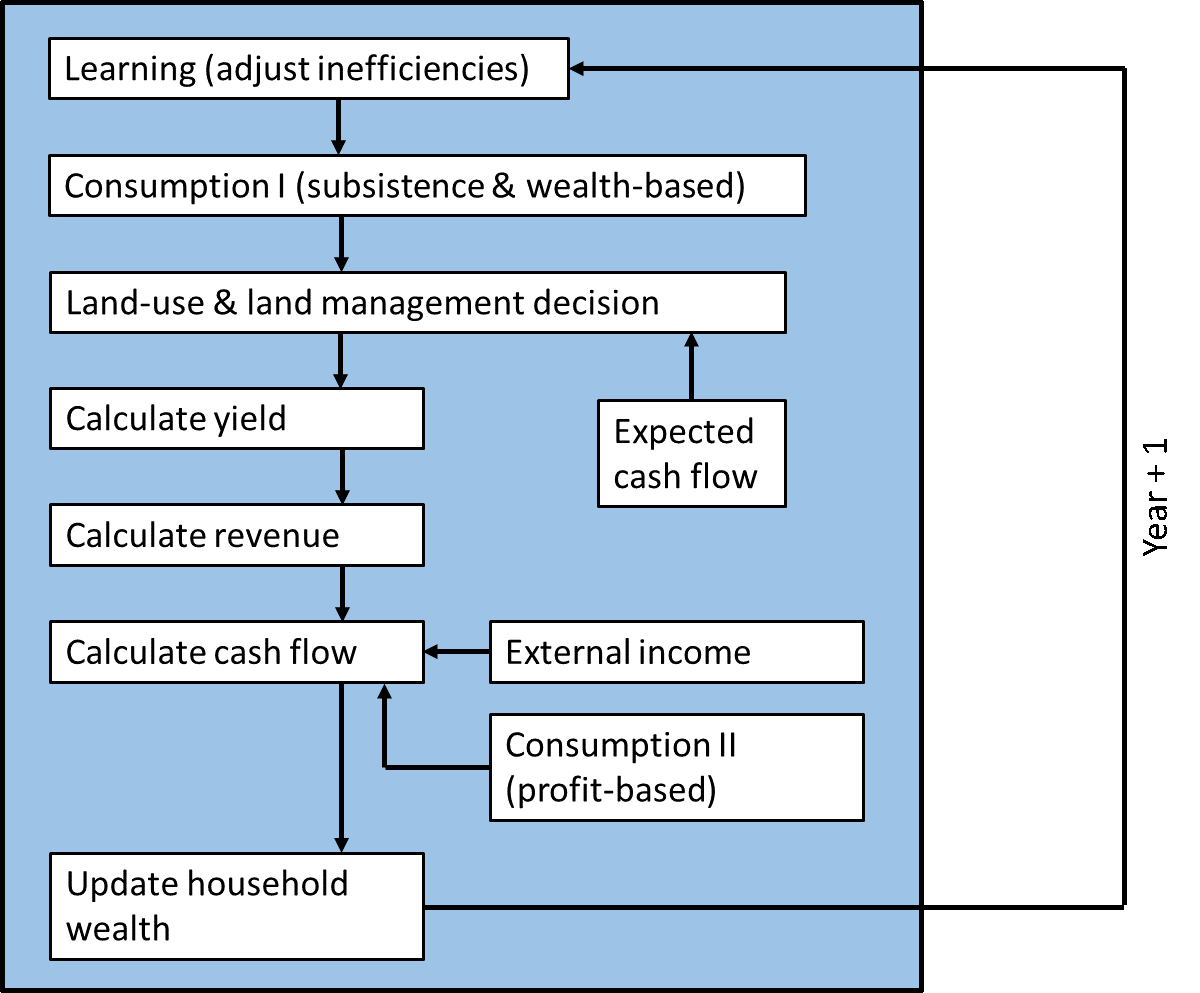 Learning (adjust inefficiencies)
Consumption I (subsistence & wealth-based)
Land-use & land management decision
Calculate yield
Expected
cash flow
Calculate revenue
Calculate cash flow
External income
Consumption II
(profit-based)
Update household
wealth
Year + 1